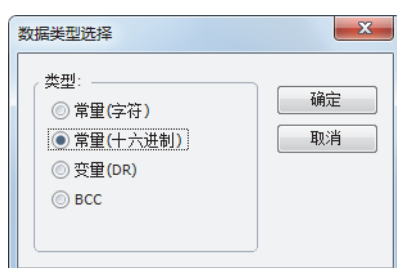 数据类型选择
类型:
常量(字符)
确定
常量(十六进制)
取消
变量(DR)
BCC